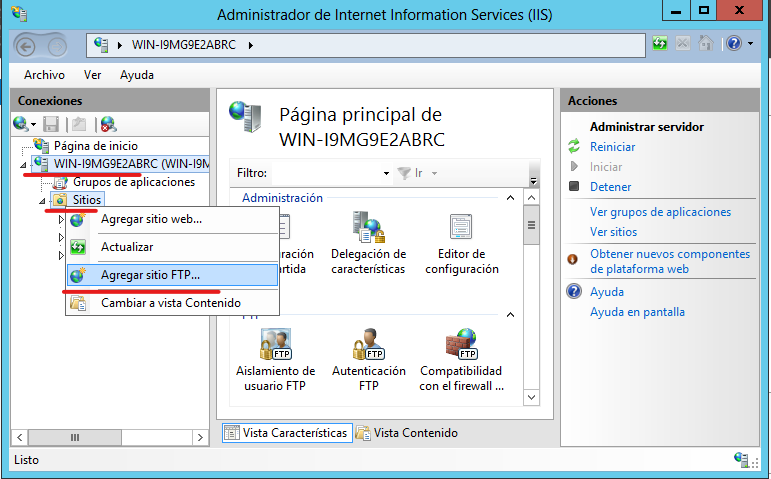 Administrador de Internet Information Services (IIS)
WIN-I9MG9E2ABRC
Archivo Ver Ayuda
Conexiones
Página de inicio
WIN-I9MG9E2ABRC (WIN-I9M
Grupos de aplicaciones
Sitios
Agregar sitio web...
Actualizar
Agregar sitio FTP...
Cambiar a vista Contenido
Página principal de
WIN-I9MG9E2ABRC
Filtro: Ir
Administración
uración
rtida
Delegación de
características
Editor de
configuración
FTP
Aislamiento de
usuario FTP
FTP
Autenticación
FTP
FTP
Compatibilidad
con el firewall ...
Vista Características Vista Contenido
Acciones
Administrar servidor
Reiniciar
Iniciar
Detener
Ver grupos de aplicaciones
Ver sitios
Obtener nuevos componentes
de plataforma web
Ayuda
Ayuda en pantalla
Listo